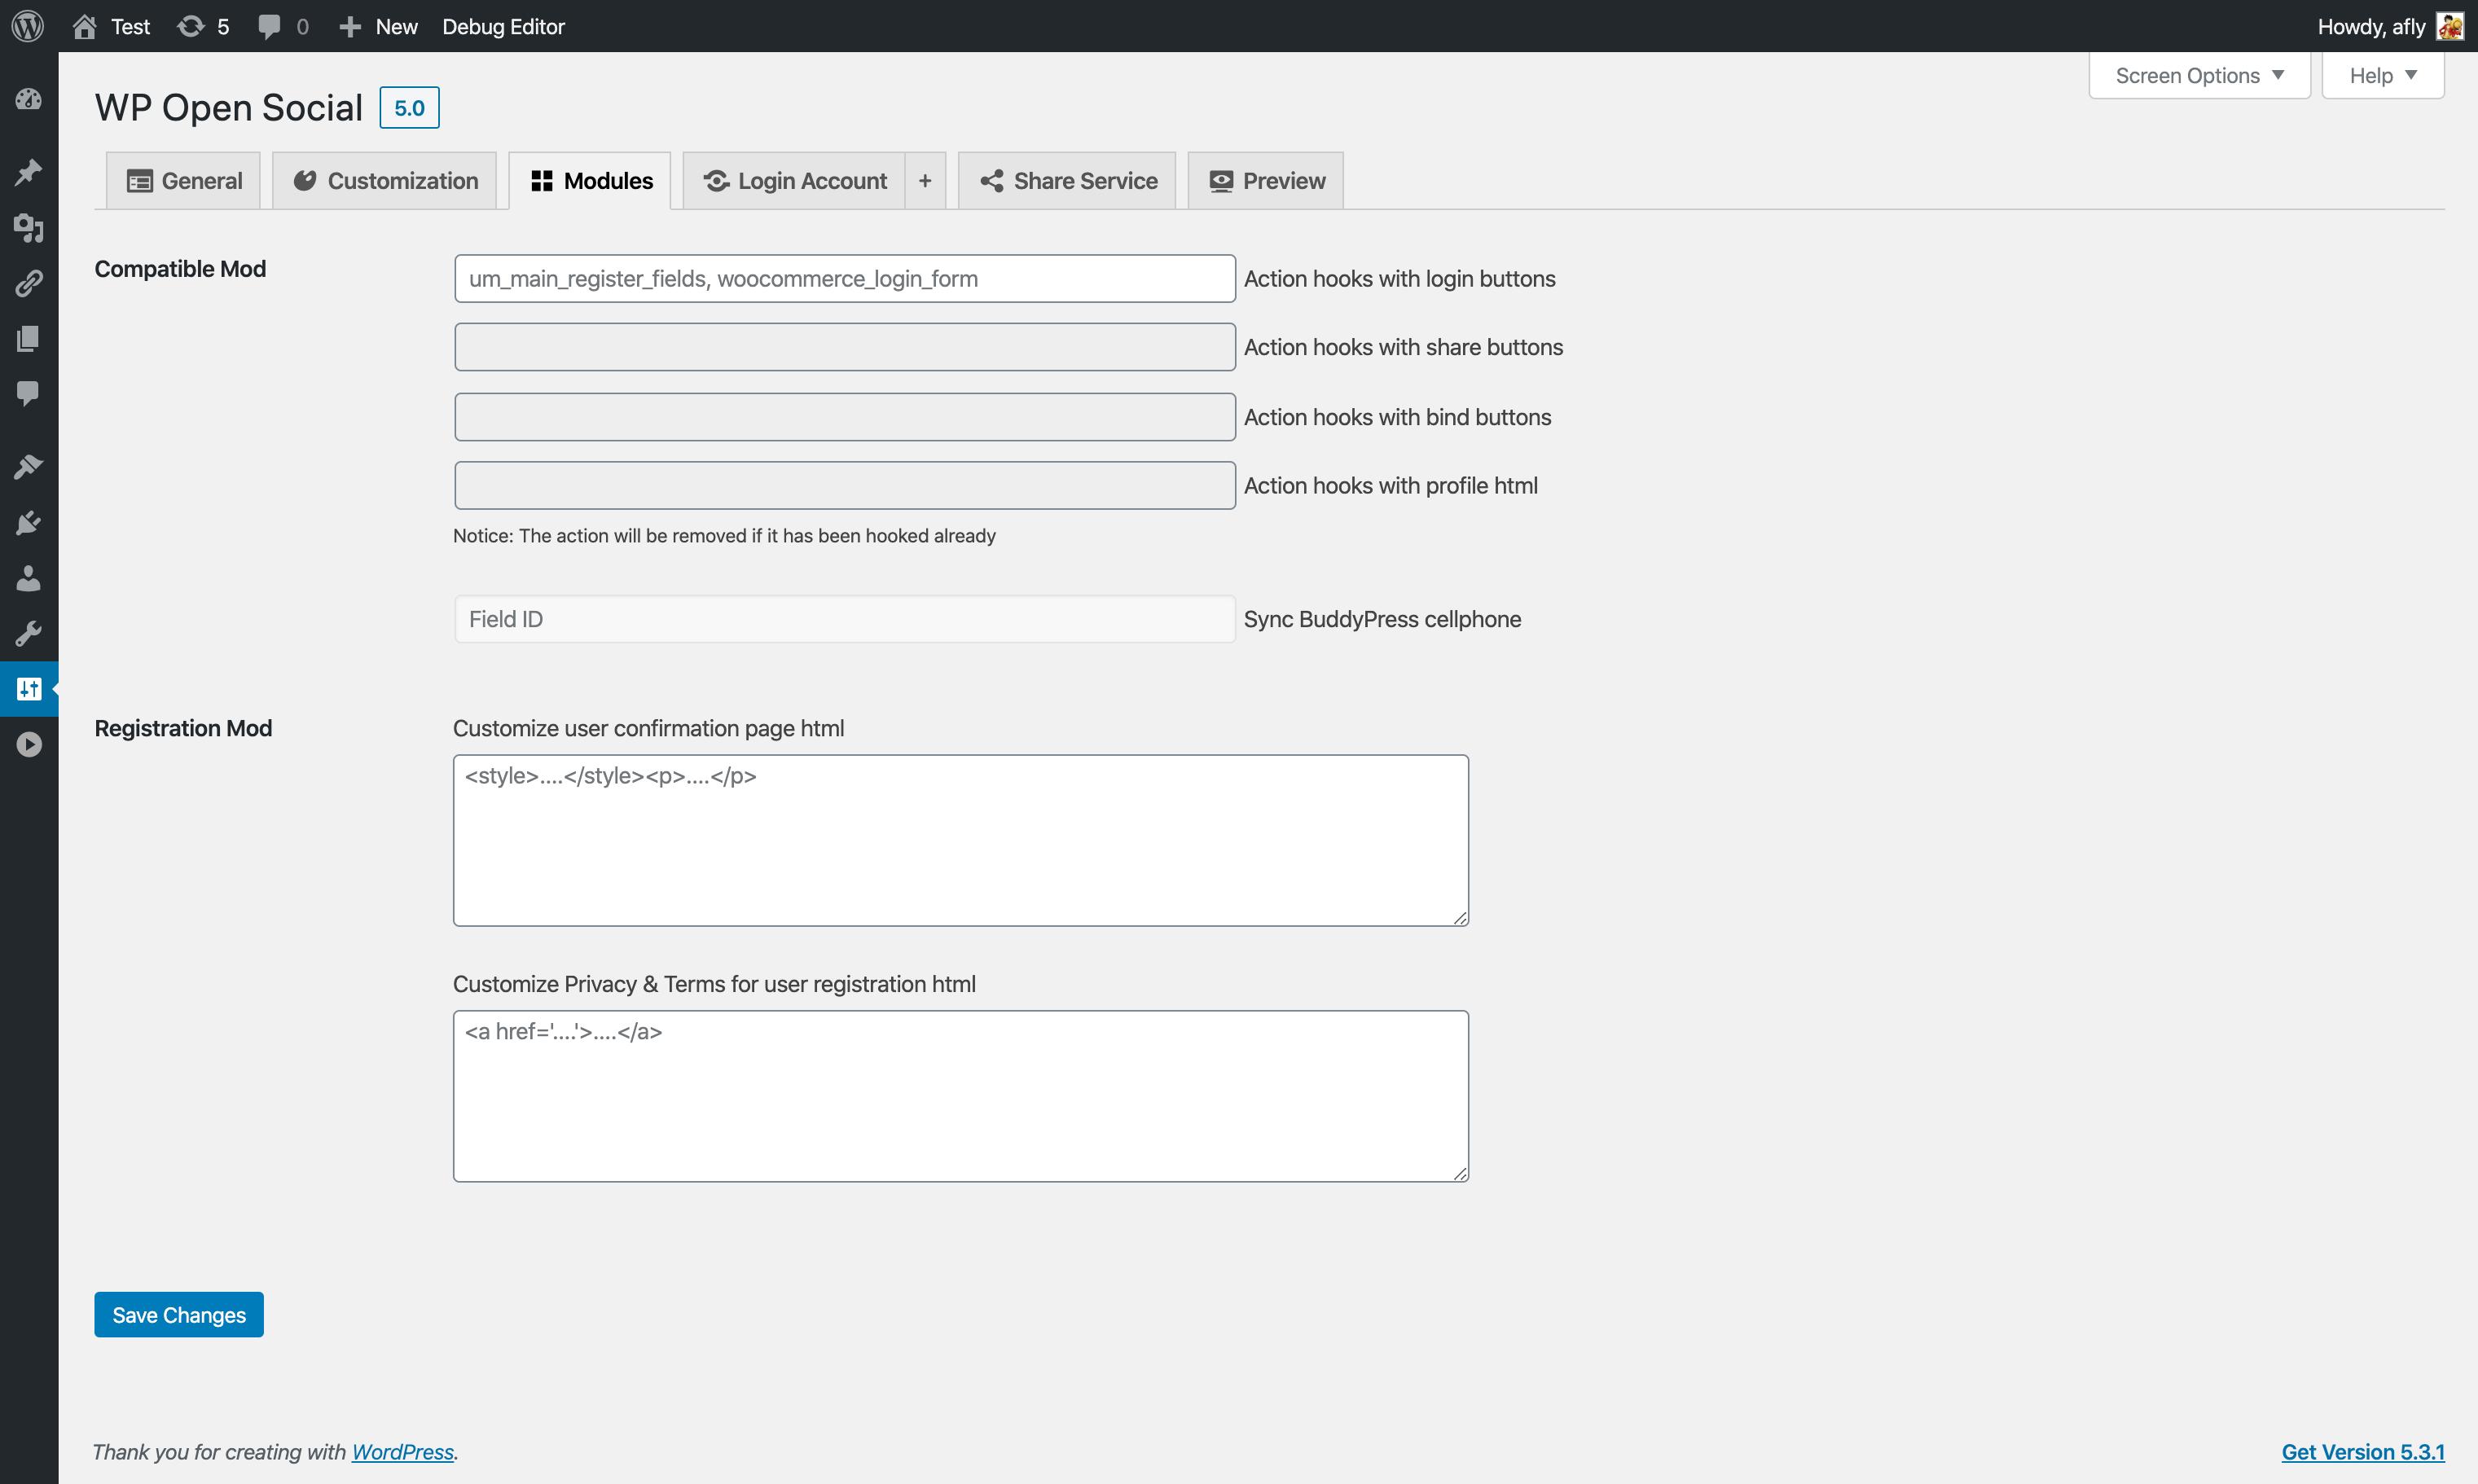 Test 5 0 New Debug Editor Howdy, afly
Screen Options Help
WP Open Social 5.0
General Customization Modules Login Account + Share Service Preview
Compatible Mod
um_main_register_fields, woocommerce_login_form Action hooks with login buttons
Action hooks with share buttons
Action hooks with bind buttons
Action hooks with profile html
Notice: The action will be removed if it has been hooked already
Field ID Sync BuddyPress cellphone
Registration Mod Customize user confirmation page html
<style>....</style><p>....</p>
Customize Privacy & Terms for user registration html
<a href='....'>....</a>
Save Changes
Thank you for creating with WordPress. Get Version 5.3.1